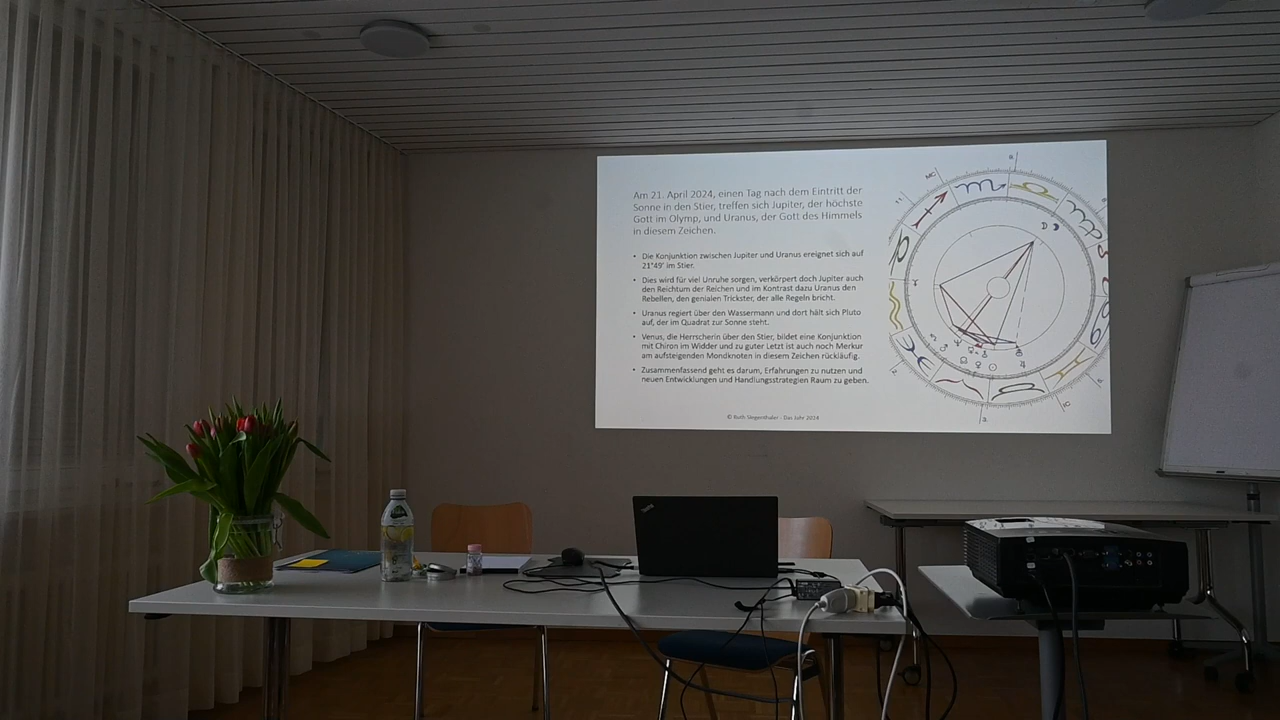 Am 21. April 2024, einen Tag nach dem Eintritt der
Sonne in den Stier, treffen sich Jupiter, der höchste
Gott im Olymp, und Uranus, der Gott des Himmels
in diesem Zeichen.
• Die Konjunktion zwischen Jupiter und Uranus ereignet sich auf
21°49' im Stier.
• Dies wird für viel Unruhe sorgen, verkörpert doch Jupiter auch
den Reichtum der Reichen und im Kontrast dazu Uranus den
Rebellen, den genialen Trickster, der alle Regeln bricht.
• Uranus regiert über den Wassermann und dort hält sich Pluto
auf, der im Quadrat zur Sonne steht.
• Venus, die Herrscherin über den Stier, bildet eine Konjunktion
mit Chiron im Widder und zu guter Letzt ist auch noch Merkur
am aufsteigenden Mondknoten in diesem Zeichen rückläufig.
• Zusammenfassend geht es darum, Erfahrungen zu nutzen und
neuen Entwicklungen und Handlungsstrategien Raum zu geben.
© Ruth Siegenthaler - Das Jahr 2024
MC
IC